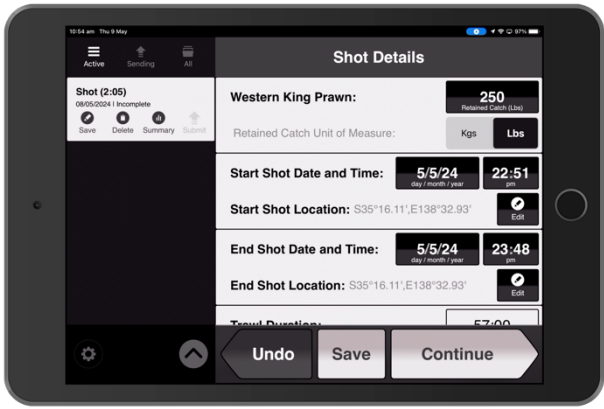 10:54 am Thu 9 May
97%
Active
Sending
All
Shot Details
Shot (2:05)
08/05/2024 | Incomplete
Save
Delete
Summary
Submit
Western King Prawn:
250
Retained Catch (Lbs)
Retained Catch Unit of Measure:
Kgs
Lbs
Start Shot Date and Time:
5/5/24
day / month / year
22:51
pm
Start Shot Location: S35°16.11',E138°32.93'
Edit
End Shot Date and Time:
5/5/24
day / month / year
23:48
pm
End Shot Location: S35°16.11',E138°32.93'
Edit
Trawl Duration:
57:00
Undo
Save
Continue